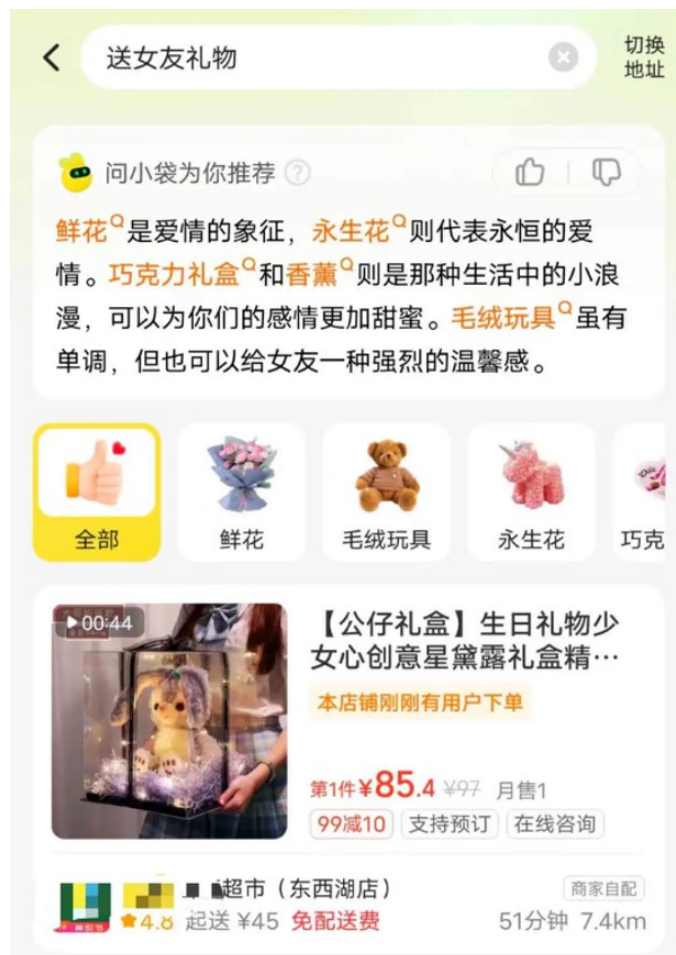 送女友礼物
切换
地址
问小袋为你推荐
鲜花是爱情的象征，永生花则代表永恒的爱
情。巧克力礼盒和香薰则是那种生活中的小浪
漫，可以为你们的感情更加甜蜜。毛绒玩具虽有
单调，但也可以给女友一种强烈的温馨感。
全部
鲜花
毛绒玩具
永生花
巧克
00:44
【公仔礼盒】生日礼物少
女心创意星黛露礼盒精…
本店铺刚刚有用户下单
第1件¥85.4 ¥97 月售1
99减10 支持预订 在线咨询
超市（东西湖店） 商家自配
4.8 起送 ¥45 免配送费 51分钟 7.4km